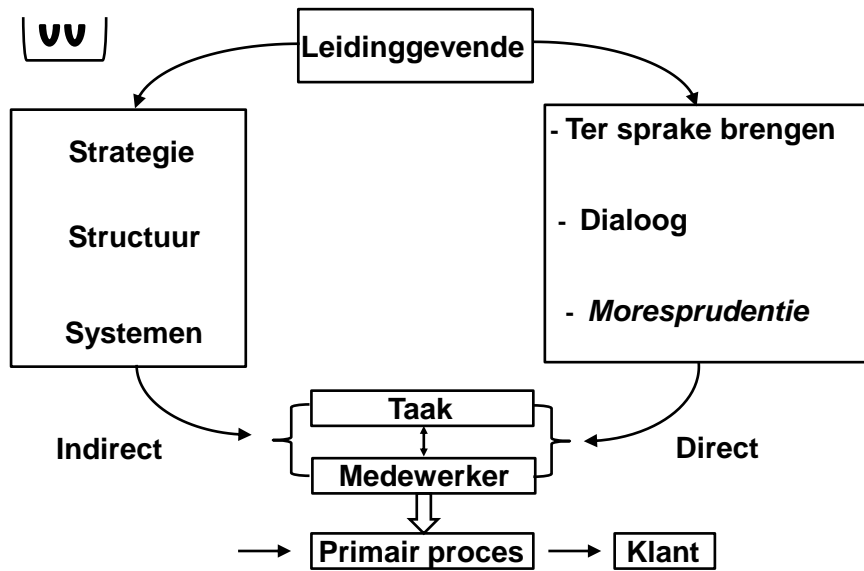 Leidinggevende
Strategie
Structuur
Systemen
- Ter sprake brengen
- Dialoog
- Moresprudentie
Indirect
Taak
Medewerker
Direct
Primair proces
Klant